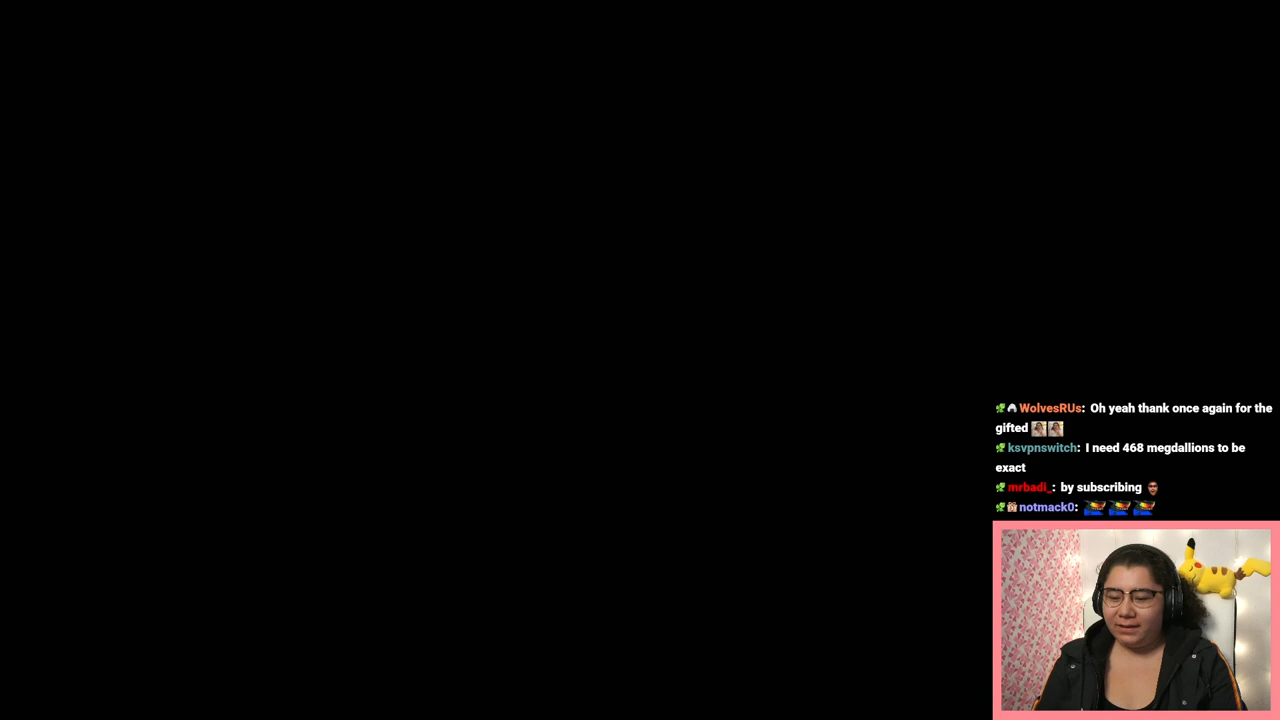 WolvesRUs: Oh yeah thank once again for the
gifted
ksvpnswitch: I need 468 megdallions to be
exact
mrbadi_: by subscribing
notmack0: